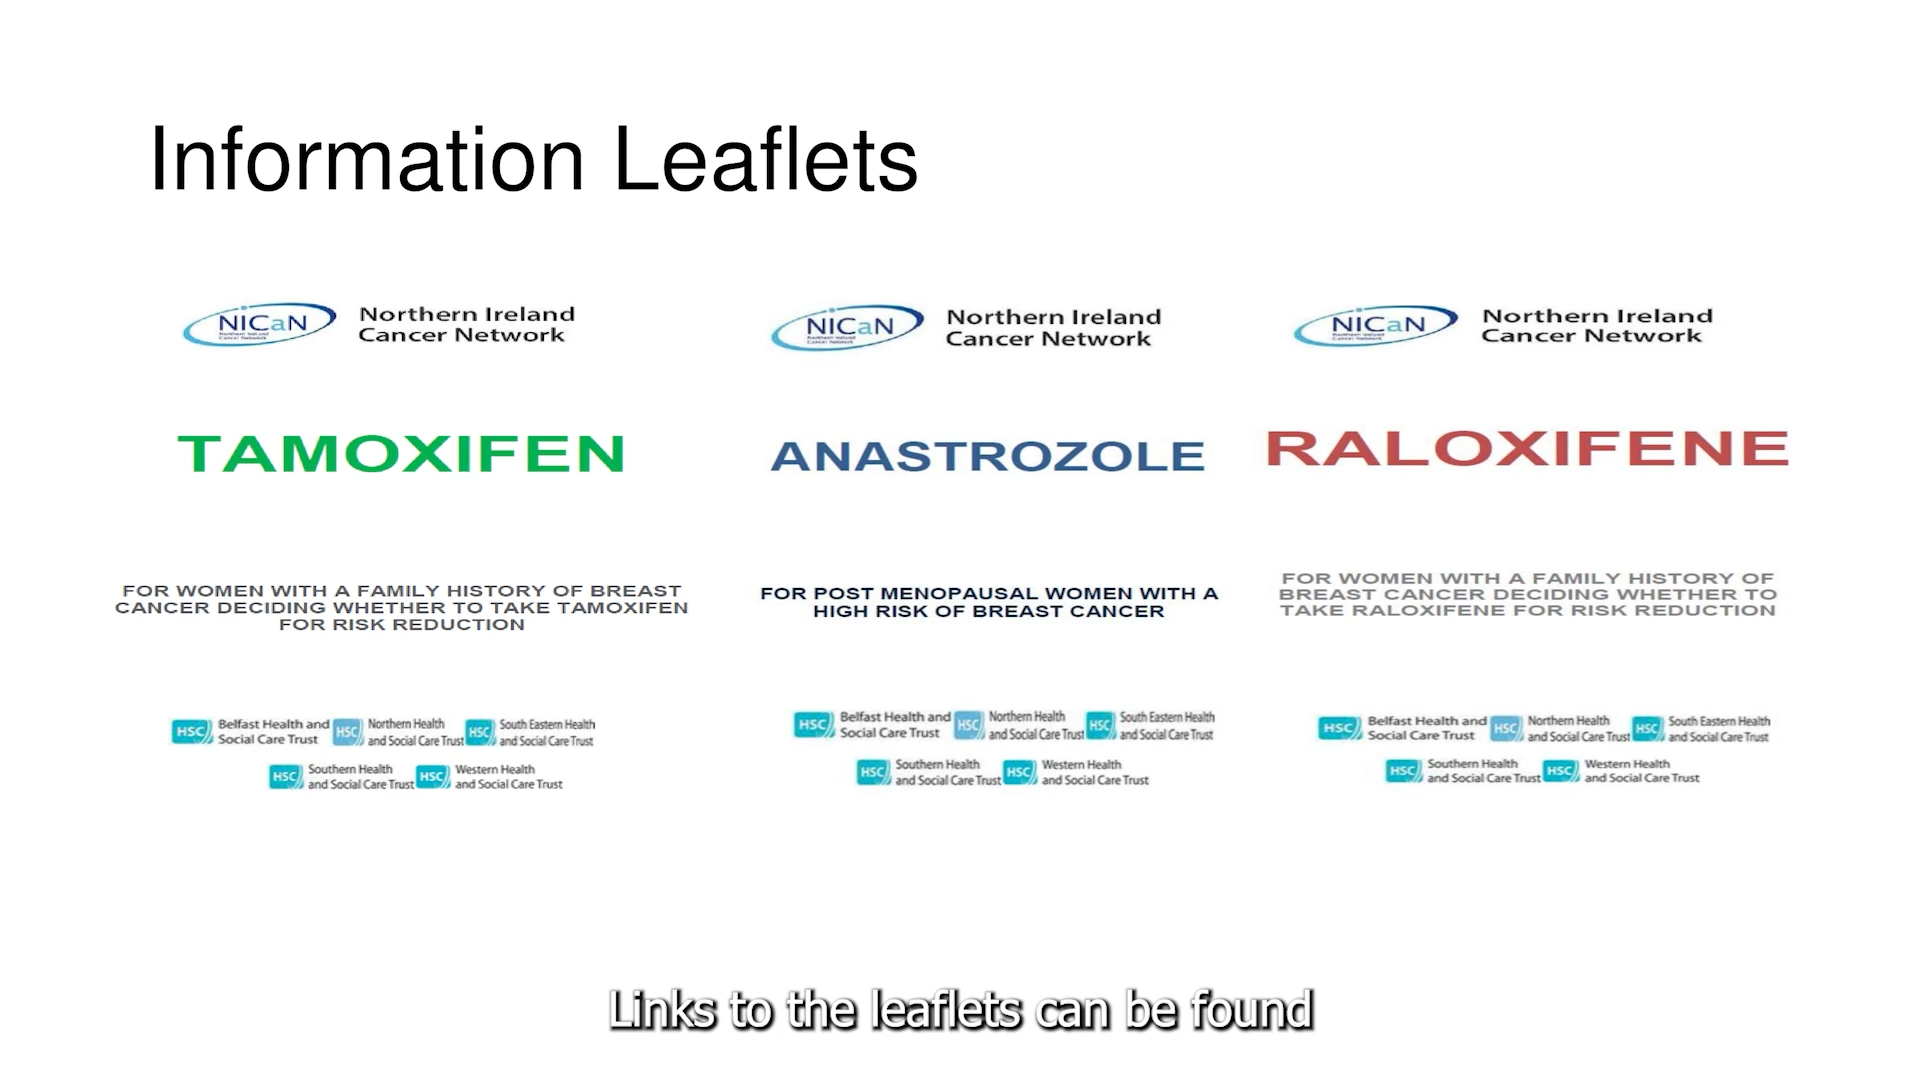 Information Leaflets
NICaN
Northern Ireland
Cancer Network
TAMOXIFEN
FOR WOMEN WITH A FAMILY HISTORY OF BREAST
CANCER DECIDING WHETHER TO TAKE TAMOXIFEN
FOR RISK REDUCTION
HSC Belfast Health and
Social Care Trust
HSC Northern Health
and Social Care Trust
HSC South Eastern Health
and Social Care Trust
HSC Southern Health
and Social Care Trust
HSC Western Health
and Social Care Trust
NICaN
Northern Ireland
Cancer Network
ANASTROZOLE
FOR POST MENOPAUSAL WOMEN WITH A
HIGH RISK OF BREAST CANCER
HSC Belfast Health and
Social Care Trust
HSC Northern Health
and Social Care Trust
HSC South Eastern Health
and Social Care Trust
HSC Southern Health
and Social Care Trust
HSC Western Health
and Social Care Trust
NICaN
Northern Ireland
Cancer Network
RALOXIFENE
FOR WOMEN WITH A FAMILY HISTORY OF
BREAST CANCER DECIDING WHETHER TO
TAKE RALOXIFENE FOR RISK REDUCTION
HSC Belfast Health and
Social Care Trust
HSC Northern Health
and Social Care Trust
HSC South Eastern Health
and Social Care Trust
HSC Southern Health
and Social Care Trust
HSC Western Health
and Social Care Trust
Links to the leaflets can be found